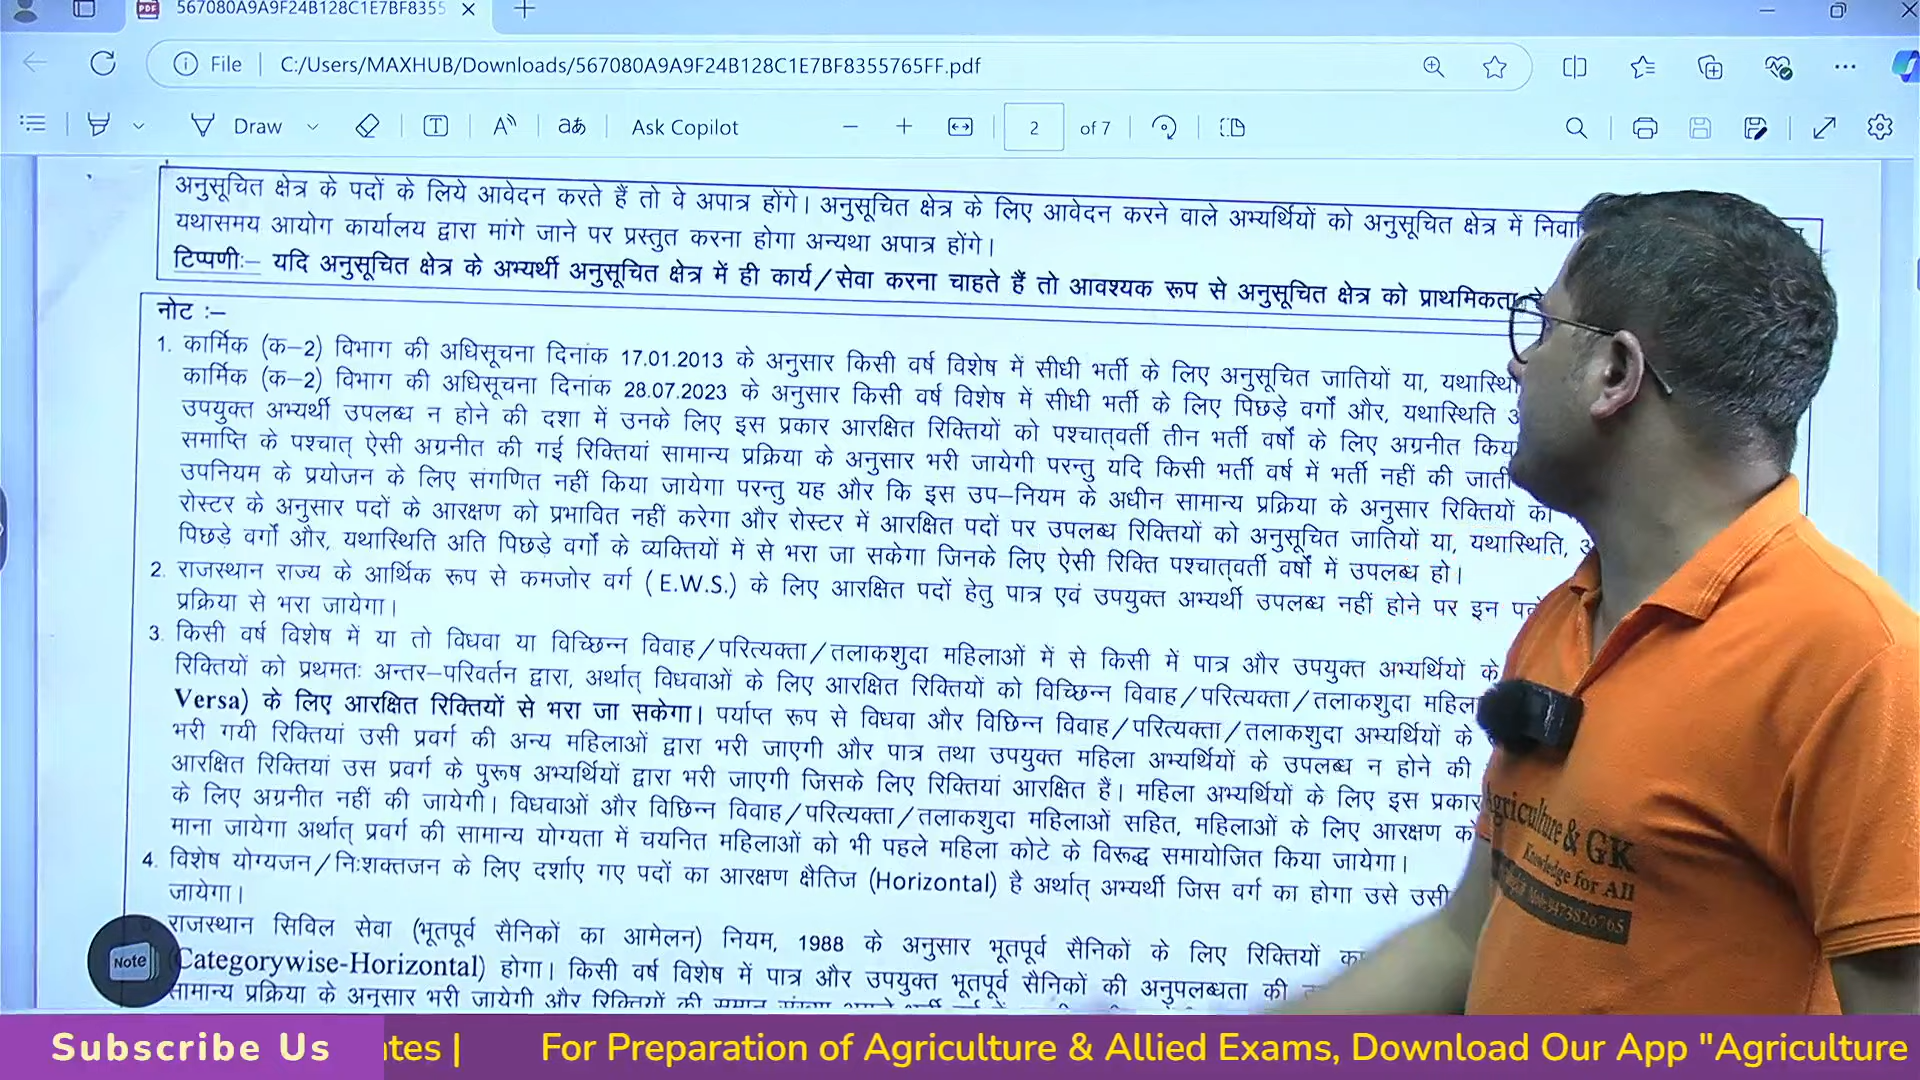 567080A9A9F24B128C1E7BF8355
File
C:/Users/MAXHUB/Downloads/567080A9A9F24B128C1E7BF8355765FF.pdf
Draw
Ask Copilot
2 of 7
अनुसूचित क्षेत्र के पदों के लिये आवेदन करते हैं तो वे अपात्र होंगे। अनुसूचित क्षेत्र के लिए आवेदन करने वाले अभ्यर्थियों को अनुसूचित क्षेत्र में
यथासमय आयोग कार्यालय द्वारा मांगे जाने पर प्रस्तुत करना होगा अन्यथा अपात्र होंगे।
टिप्पणीः– यदि अनुसूचित क्षेत्र के अभ्यर्थी अनुसूचित क्षेत्र में ही कार्य/सेवा करना चाहते हैं तो आवश्यक रूप से अनुसूचित क्षेत्र को प्राथमिकता
नोट :–
1. कार्मिक (क–2) विभाग की अधिसूचना दिनांक 17.01.2013 के अनुसार किसी वर्ष विशेष में सीधी भर्ती के लिए अनुसूचित जातियों या,
कार्मिक (क–2) विभाग की अधिसूचना दिनांक 28.07.2023 के अनुसार किसी वर्ष विशेष में सीधी भर्ती के लिए पिछड़े वर्गों और, यथास्थिति
उपयुक्त अभ्यर्थी उपलब्ध न होने की दशा में उनके लिए इस प्रकार आरक्षित रिक्तियों को पश्चात्वर्ती तीन भर्ती वर्षों के लिए अग्रनीत
समाप्ति के पश्चात् ऐसी अग्रनीत की गई रिक्तियां सामान्य प्रक्रिया के अनुसार भरी जायेगी परन्तु यदि किसी भर्ती वर्ष में भर्ती नहीं की जाती
उपनियम के प्रयोजन के लिए संगणित नहीं किया जायेगा परन्तु यह और कि इस उप–नियम के अधीन सामान्य प्रक्रिया के अनुसार रिक्तियों को
रोस्टर के अनुसार पदों के आरक्षण को प्रभावित नहीं करेगा और रोस्टर में आरक्षित पदों पर उपलब्ध रिक्तियों को अनुसूचित जातियों या, यथास्थिति,
पिछड़े वर्गों और, यथास्थिति अति पिछड़े वर्गों के व्यक्तियों में से भरा जा सकेगा जिनके लिए ऐसी रिक्ति पश्चात्वर्ती वर्षों में उपलब्ध हो।
2. राजस्थान राज्य के आर्थिक रूप से कमजोर वर्ग (E.W.S.) के लिए आरक्षित पदों हेतु पात्र एवं उपयुक्त अभ्यर्थी उपलब्ध नहीं होने पर इन
प्रक्रिया से भरा जायेगा।
3. किसी वर्ष विशेष में या तो विधवा या विच्छिन्न विवाह/परित्यक्ता/तलाकशुदा महिलाओं में से किसी में पात्र और उपयुक्त अभ्यर्थियों के
रिक्तियों को प्रथमतः अन्तर–परिवर्तन द्वारा, अर्थात् विधवाओं के लिए आरक्षित रिक्तियों को विच्छिन्न विवाह/परित्यक्ता/तलाकशुदा
Versa) के लिए आरक्षित रिक्तियों से भरा जा सकेगा। पर्याप्त रूप से विधवा और विछिन्न विवाह/परित्यक्ता/तलाकशुदा अभ्यर्थियों के
भरी गयी रिक्तियां उसी प्रवर्ग की अन्य महिलाओं द्वारा भरी जाएगी और पात्र तथा उपयुक्त महिला अभ्यर्थियों के उपलब्ध न होने की
आरक्षित रिक्तियां उस प्रवर्ग के पुरूष अभ्यर्थियों द्वारा भरी जाएगी जिसके लिए रिक्तियां आरक्षित हैं। महिला अभ्यर्थियों के लिए इस प्रकार
के लिए अग्रनीत नहीं की जायेगी। विधवाओं और विछिन्न विवाह/परित्यक्ता/तलाकशुदा महिलाओं सहित, महिलाओं के लिए आरक्षण को
माना जायेगा अर्थात् प्रवर्ग की सामान्य योग्यता में चयनित महिलाओं को भी पहले महिला कोटे के विरूद्ध समायोजित किया जायेगा।
4. विशेष योग्यजन/निःशक्तजन के लिए दर्शाए गए पदों का आरक्षण क्षैतिज (Horizontal) है अर्थात् अभ्यर्थी जिस वर्ग का होगा उसे उसी
जायेगा।
राजस्थान सिविल सेवा (भूतपूर्व सैनिकों का आमेलन) नियम, 1988 के अनुसार भूतपूर्व सैनिकों के लिए रिक्तियों
(Categorywise-Horizontal) होगा। किसी वर्ष विशेष में पात्र और उपयुक्त भूतपूर्व सैनिकों की अनुपलब्धता की
सामान्य प्रक्रिया के अनुसार भरी जायेगी और रिक्तियों की समान संख्या
Note
Agriculture & GK
Knowledge for All
Subscribe Us
For Preparation of Agriculture & Allied Exams, Download Our App "Agriculture